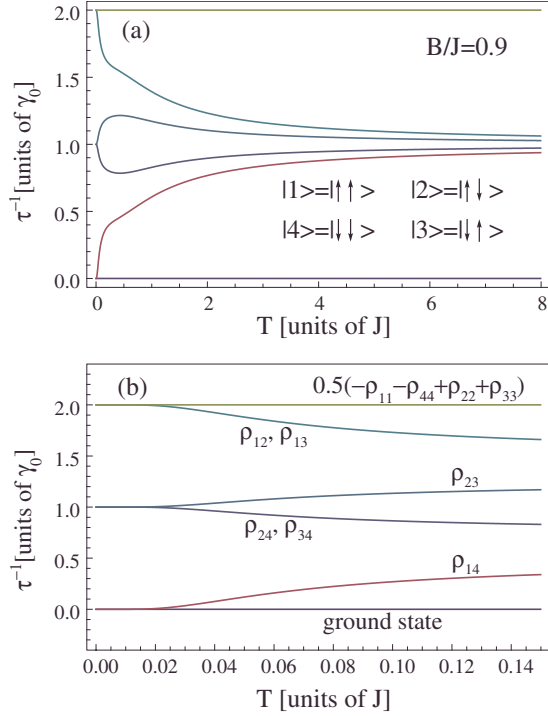 (a)
B/J=0.9
2.0
1.5
1.0
0.5
0.0
τ⁻¹[units of γ₀]
|1>=|↑↑> |2>=|↑↓>
|4>=|↓↓> |3>=|↓↑>
0 2 4 6 8
T [units of J]
(b)
0.5(−ρ₁₁−ρ₄₄+ρ₂₂+ρ₃₃)
2.0
1.5
1.0
0.5
0.0
τ⁻¹[units of γ₀]
ρ₁₂, ρ₁₃
ρ₂₃
ρ₂₄, ρ₃₄
ρ₁₄
ground state
0.00 0.02 0.04 0.06 0.08 0.10 0.12 0.14
T [units of J]